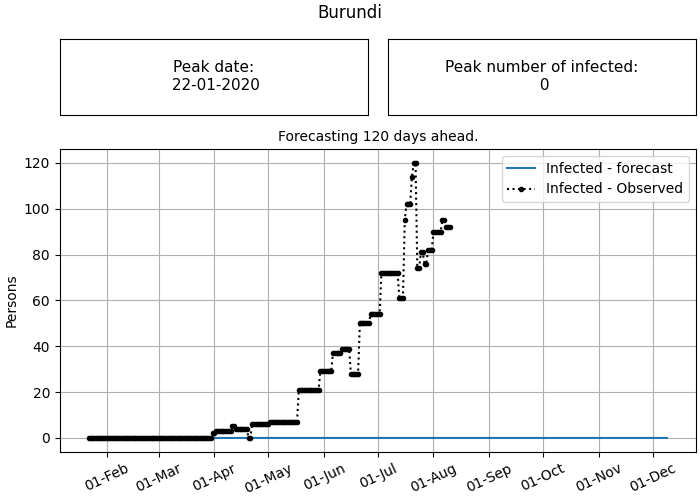 Burundi
Peak date:
22-01-2020
Peak number of infected:
0
Forecasting 120 days ahead.
Infected - forecast
Infected - Observed
Persons
120
100
80
60
40
20
0
01-Feb
01-Mar
01-Apr
01-May
01-Jun
01-Jul
01-Aug
01-Sep
01-Oct
01-Nov
01-Dec